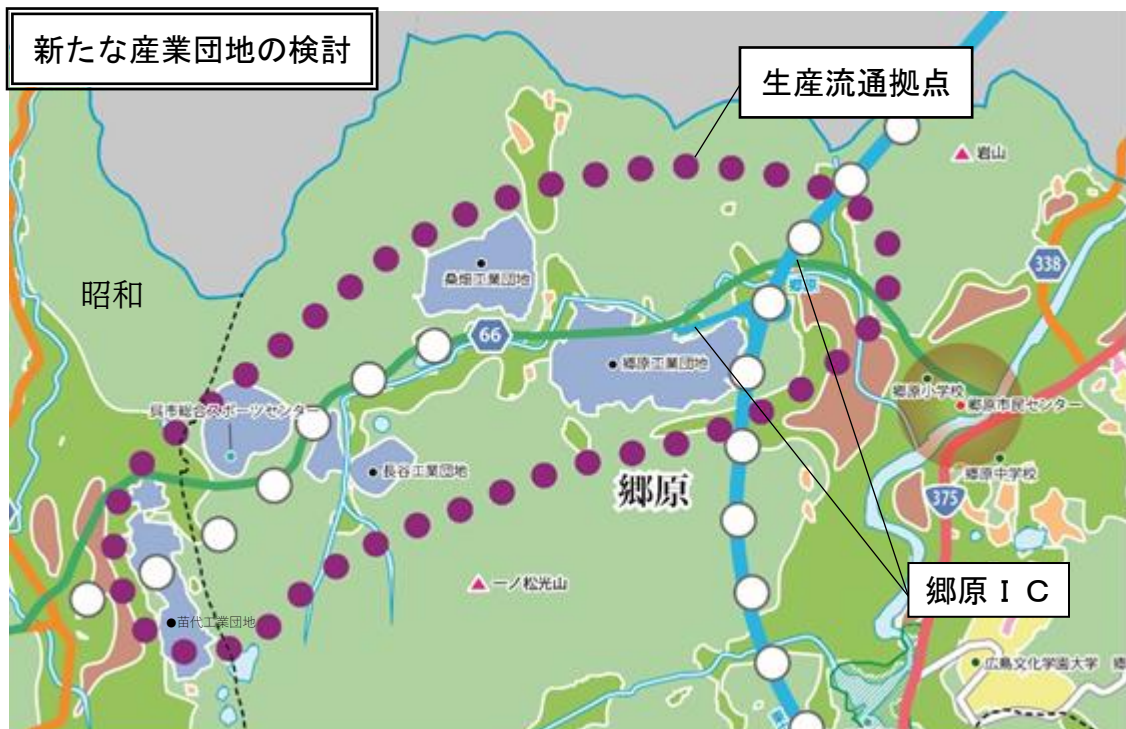 新たな産業団地の検討
生産流通拠点
岩山
338
桑畑工業団地
昭和
郷原
66
郷原工業団地
郷原小学校
郷原市民センター
呉市総合スポーツセンター
長谷工業団地
郷原中学校
郷原
375
一ノ松光山
郷原IC
苗代工業団地
広島文化学園大学 郷